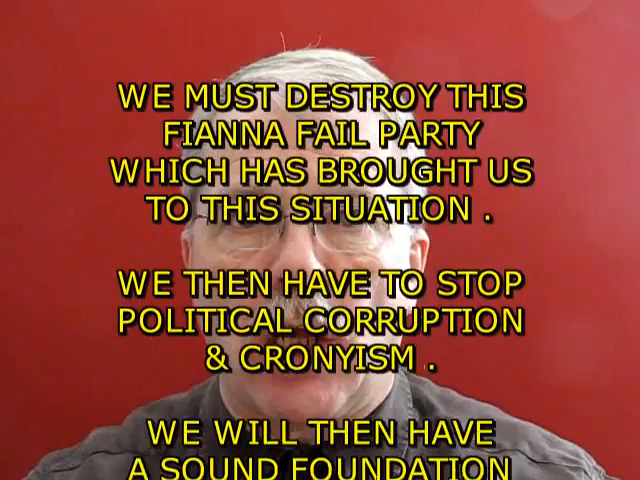 WE MUST DESTROY THIS
FIANNA FAIL PARTY
WHICH HAS BROUGHT US
TO THIS SITUATION .
WE THEN HAVE TO STOP
POLITICAL CORRUPTION
& CRONYISM .
WE WILL THEN HAVE
A SOUND FOUNDATION